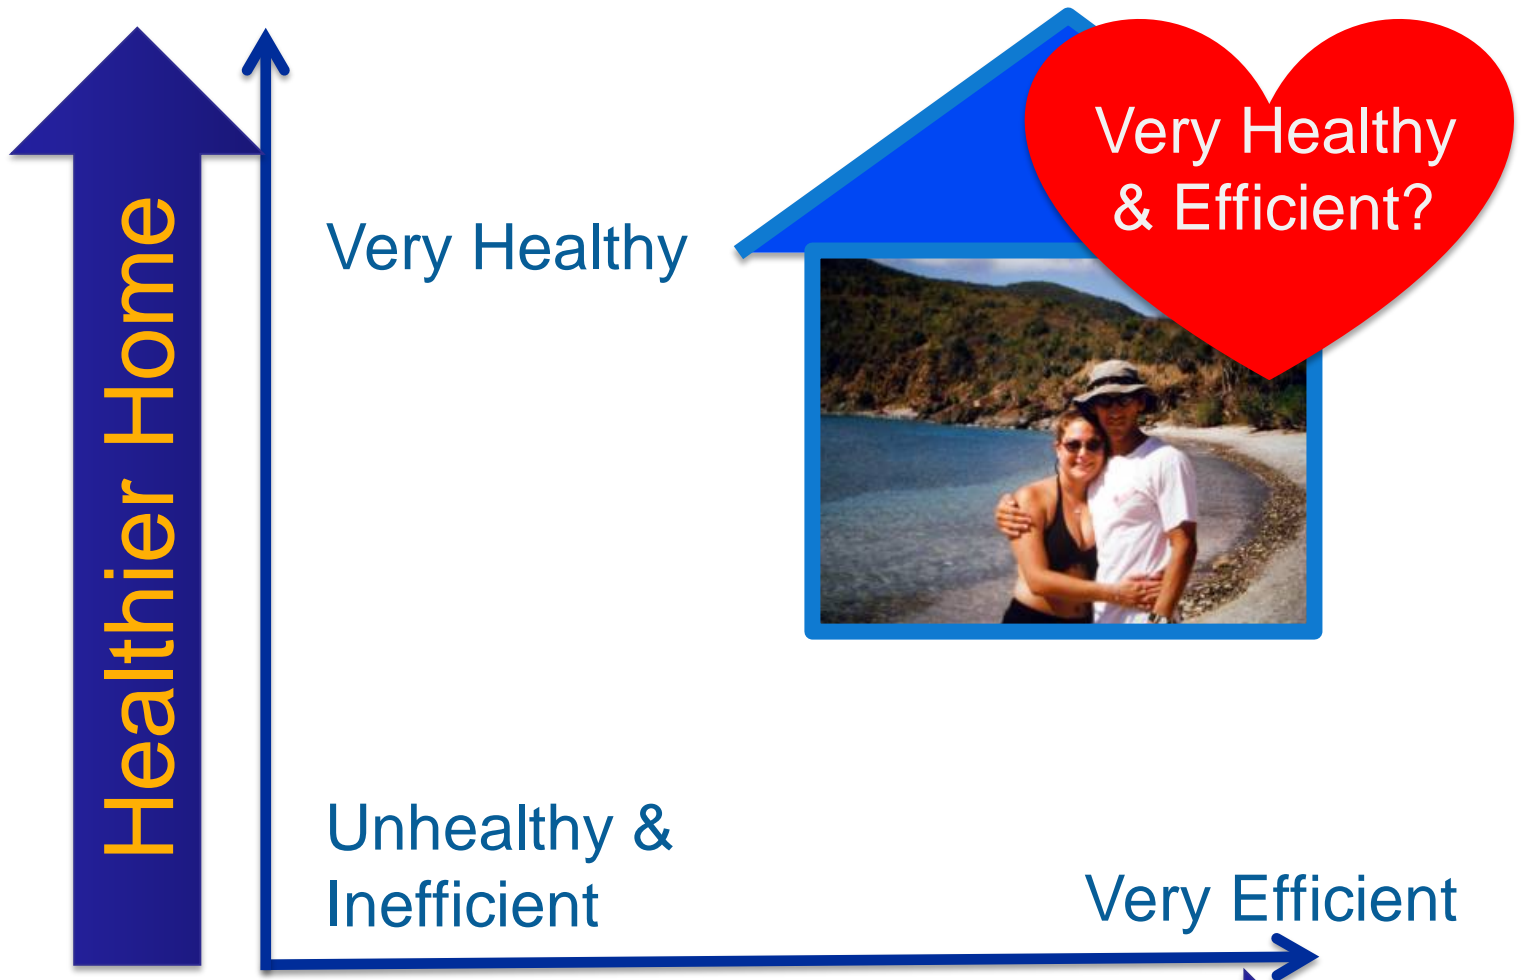 Healthier Home
Very Healthy
& Efficient?
Very Healthy
Unhealthy &
Inefficient
Very Efficient